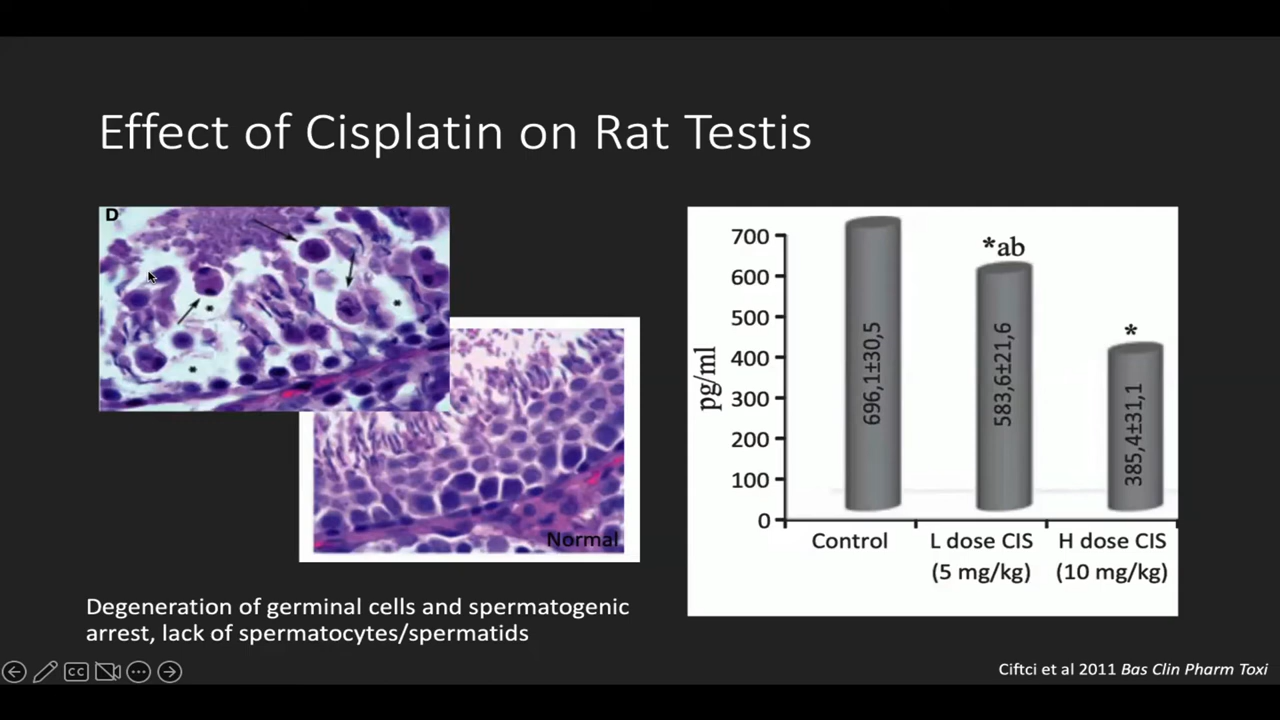 Effect of Cisplatin on Rat Testis
D
*
*
*
Normal
Degeneration of germinal cells and spermatogenic
arrest, lack of spermatocytes/spermatids
pg/ml
700
600
500
400
300
200
100
0
696,1±30,5
*ab
583,6±21,6
*
385,4±31,1
Control
L dose CIS
(5 mg/kg)
H dose CIS
(10 mg/kg)
CC
Ciftci et al 2011 Bas Clin Pharm Toxi